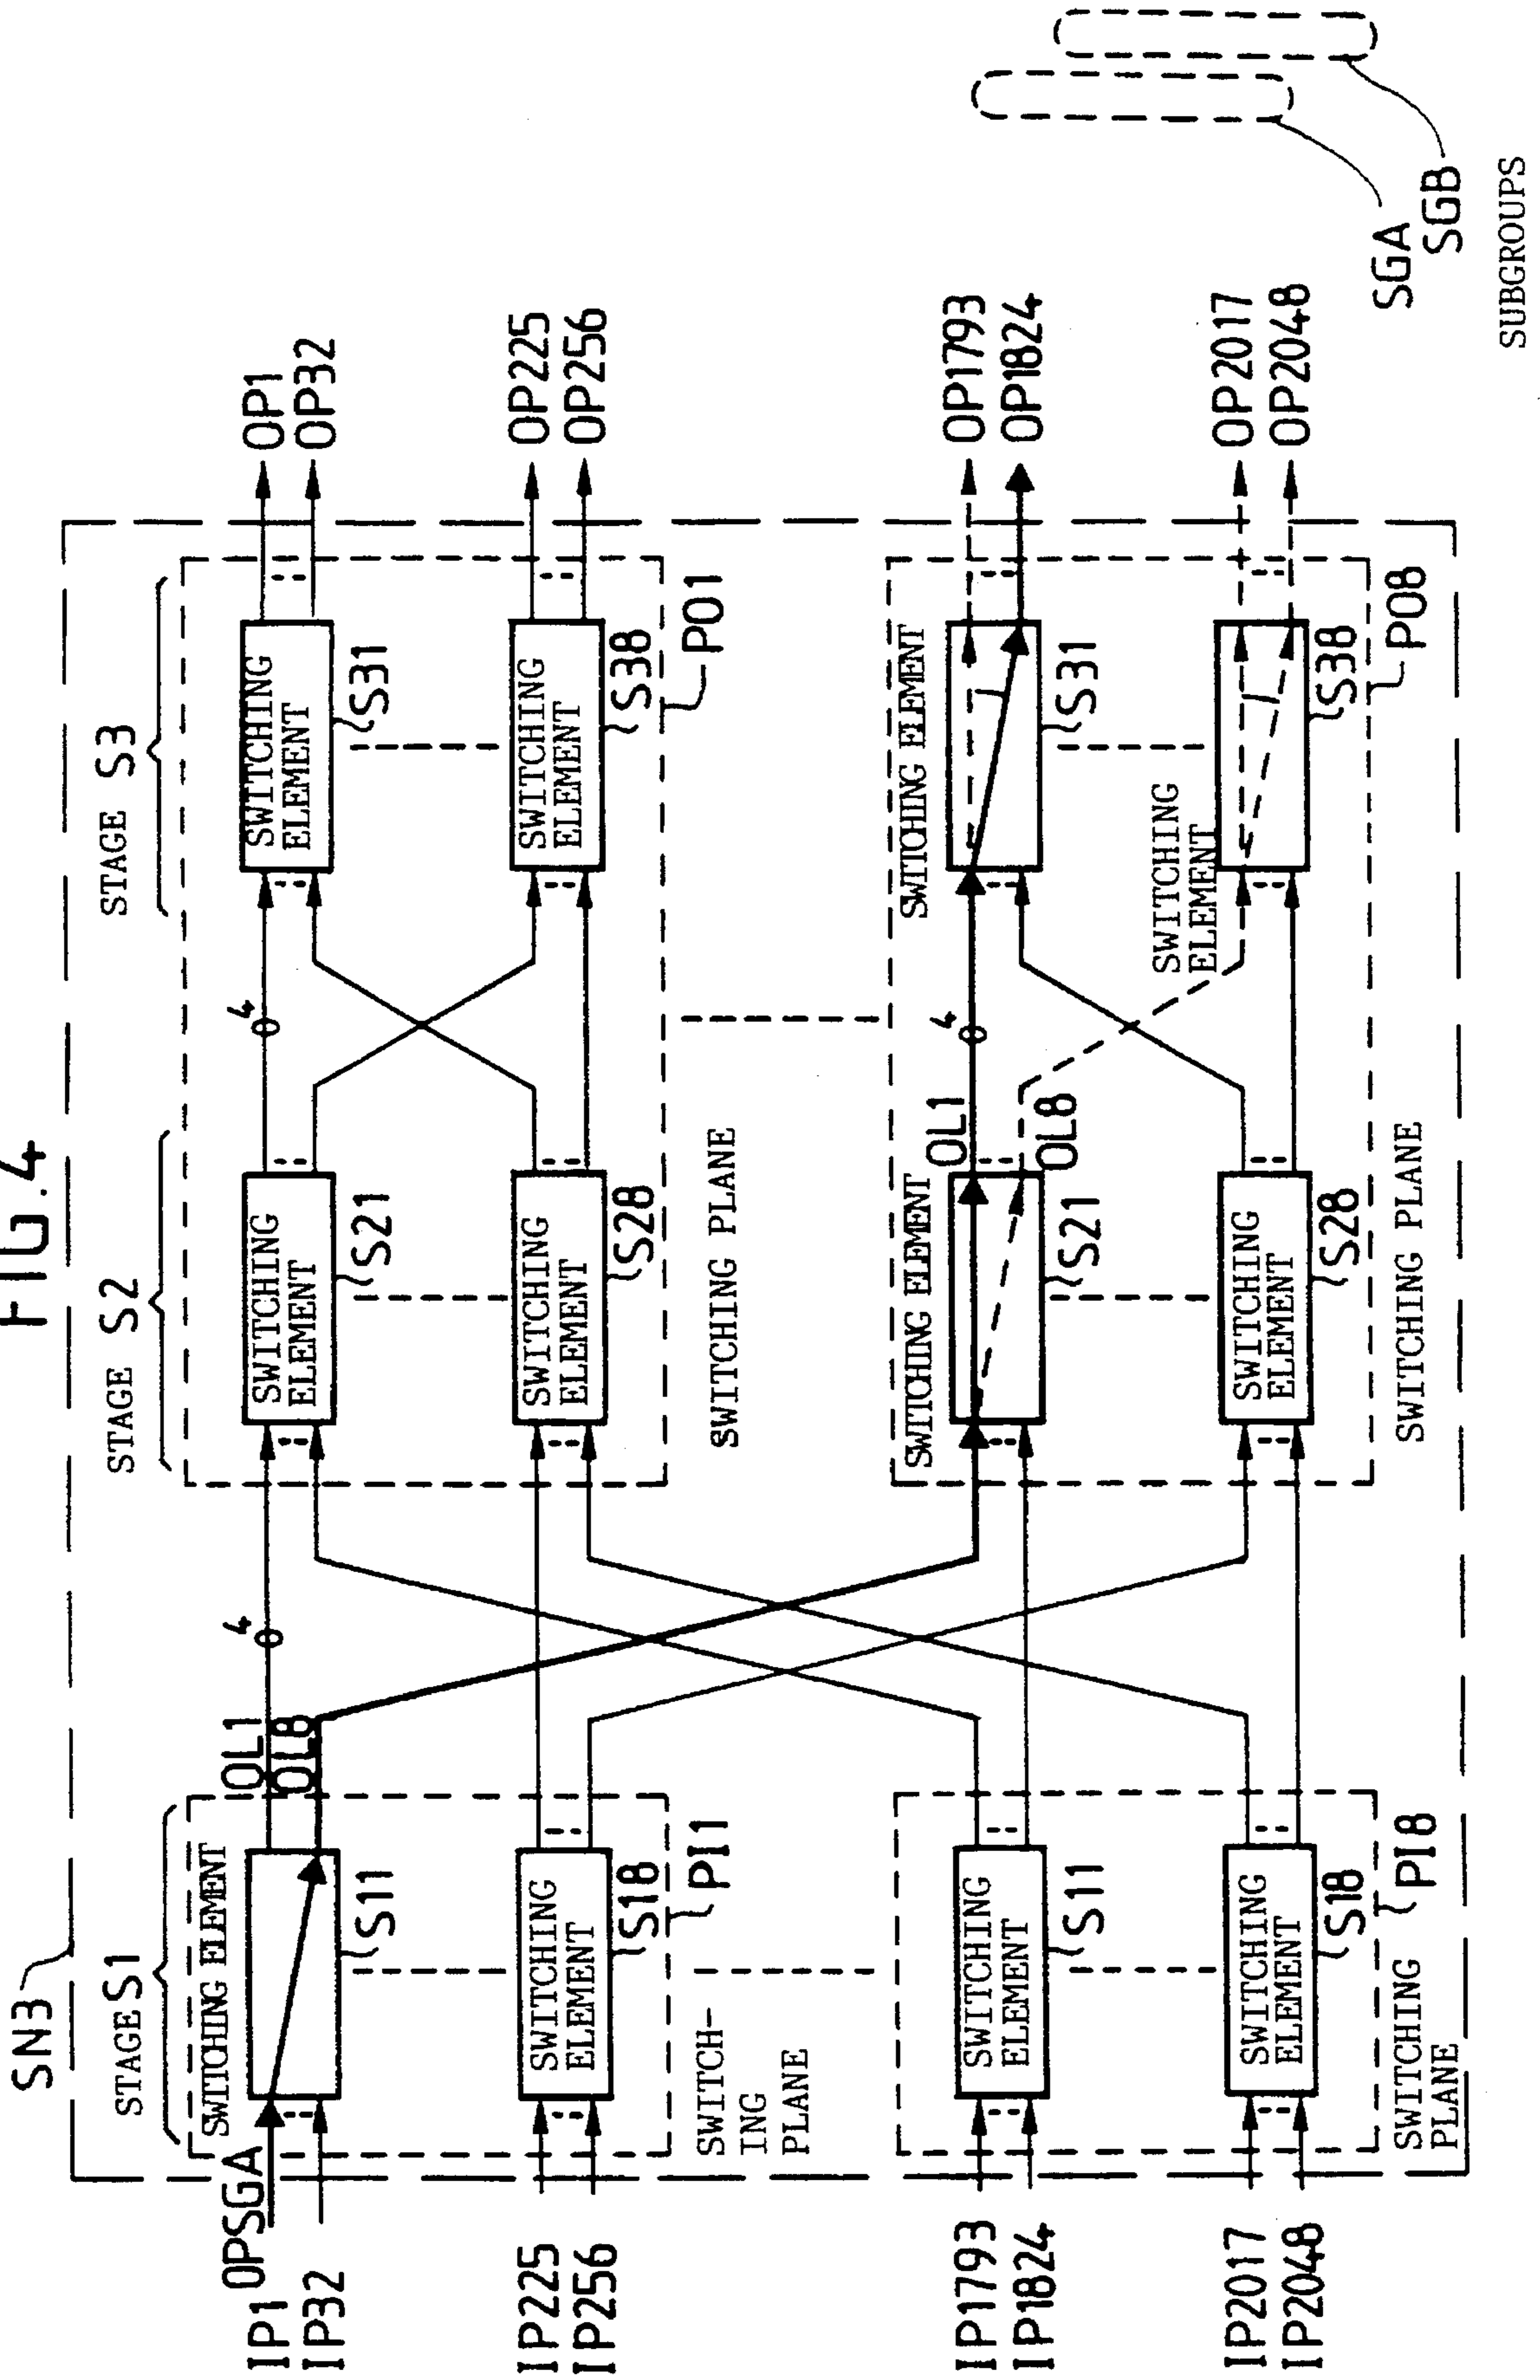 FIG.4
SN3
STAGE S1
STAGE S2
STAGE S3
SWITCHING ELEMENT
OL1
OL8
4
SWITCHING
ELEMENT
S21
4
SWITCHING
ELEMENT
S31
IP1
OPSGA
IP32
S11
OP1
OP32
IP225
IP256
SWITCHING
ELEMENT
S18
PI1
SWITCHING
ELEMENT
S28
SWITCHING
ELEMENT
S38
PO1
OP225
OP256
SWITCH-
ING
PLANE
SWITCHING PLANE
SWITCHING ELEMENT
OL1
OL8
4
SWITCHING ELEMENT
IP1793
IP1824
SWITCHING
ELEMENT
S11
S21
S31
OP1793
OP1824
SWITCHING
ELEMENT
IP2017
IP2048
SWITCHING
ELEMENT
S18
PI8
SWITCHING
ELEMENT
S28
S38
PO8
OP2017
OP2048
SWITCHING
PLANE
SWITCHING PLANE
SGA
SGB
SUBGROUPS